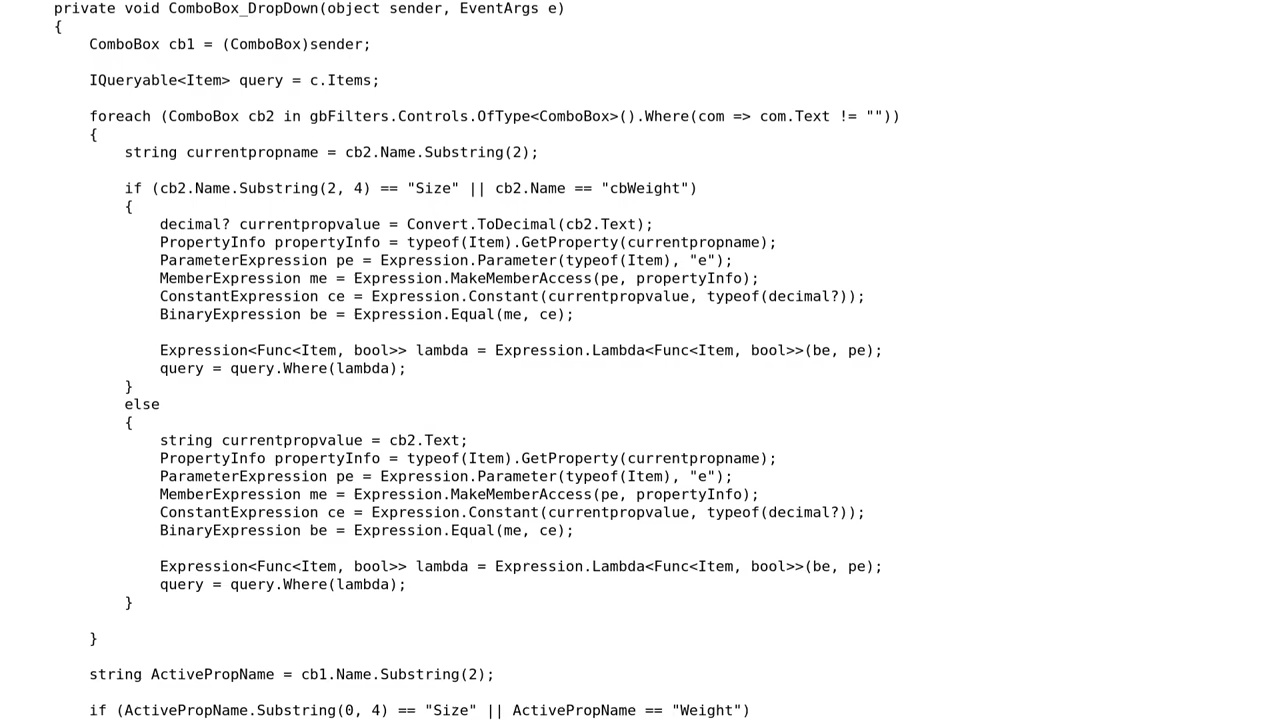 private void ComboBox_DropDown(object sender, EventArgs e)
{
ComboBox cb1 = (ComboBox)sender;
IQueryable<Item> query = c.Items;
foreach (ComboBox cb2 in gbFilters.Controls.OfType<ComboBox>().Where(com => com.Text != ""))
{
string currentpropname = cb2.Name.Substring(2);
if (cb2.Name.Substring(2, 4) == "Size" || cb2.Name == "cbWeight")
{
decimal? currentpropvalue = Convert.ToDecimal(cb2.Text);
PropertyInfo propertyInfo = typeof(Item).GetProperty(currentpropname);
ParameterExpression pe = Expression.Parameter(typeof(Item), "e");
MemberExpression me = Expression.MakeMemberAccess(pe, propertyInfo);
ConstantExpression ce = Expression.Constant(currentpropvalue, typeof(decimal?));
BinaryExpression be = Expression.Equal(me, ce);
Expression<Func<Item, bool>> lambda = Expression.Lambda<Func<Item, bool>>(be, pe);
query = query.Where(lambda);
}
else
{
string currentpropvalue = cb2.Text;
PropertyInfo propertyInfo = typeof(Item).GetProperty(currentpropname);
ParameterExpression pe = Expression.Parameter(typeof(Item), "e");
MemberExpression me = Expression.MakeMemberAccess(pe, propertyInfo);
ConstantExpression ce = Expression.Constant(currentpropvalue, typeof(decimal?));
BinaryExpression be = Expression.Equal(me, ce);
Expression<Func<Item, bool>> lambda = Expression.Lambda<Func<Item, bool>>(be, pe);
query = query.Where(lambda);
}
}
string ActivePropName = cb1.Name.Substring(2);
if (ActivePropName.Substring(0, 4) == "Size" || ActivePropName == "Weight")